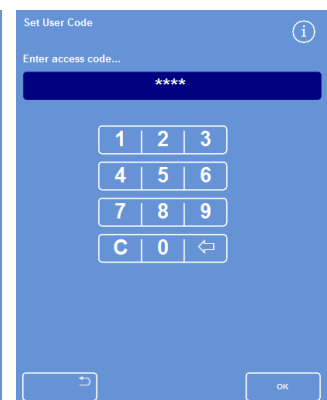 Set User Code
i
Enter access code...
****
1 2 3
4 5 6
7 8 9
C 0
OK